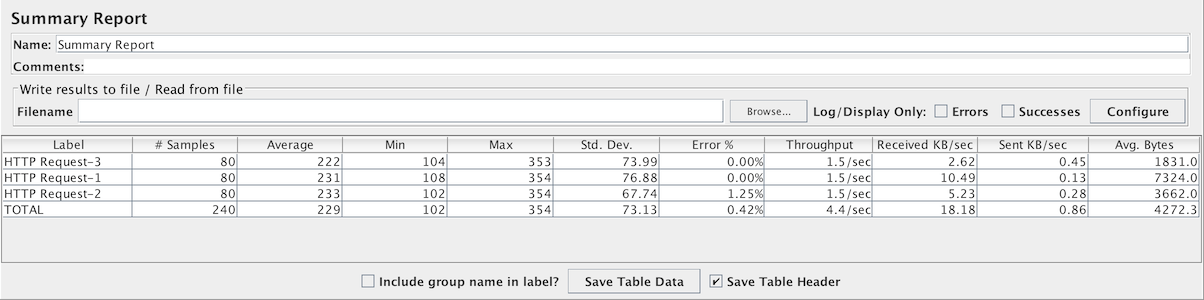 Summary Report
Name: Summary Report
Comments:
Write results to file / Read from file
Filename Browse... Log/Display Only: Errors Successes Configure
Label # Samples Average Min Max Std. Dev. Error % Throughput Received KB/sec Sent KB/sec Avg. Bytes
HTTP Request-3 80 222 104 353 73.99 0.00% 1.5/sec 2.62 0.45 1831.0
HTTP Request-1 80 231 108 354 76.88 0.00% 1.5/sec 10.49 0.13 7324.0
HTTP Request-2 80 233 102 354 67.74 1.25% 1.5/sec 5.23 0.28 3662.0
TOTAL 240 229 102 354 73.13 0.42% 4.4/sec 18.18 0.86 4272.3
Include group name in label? Save Table Data Save Table Header